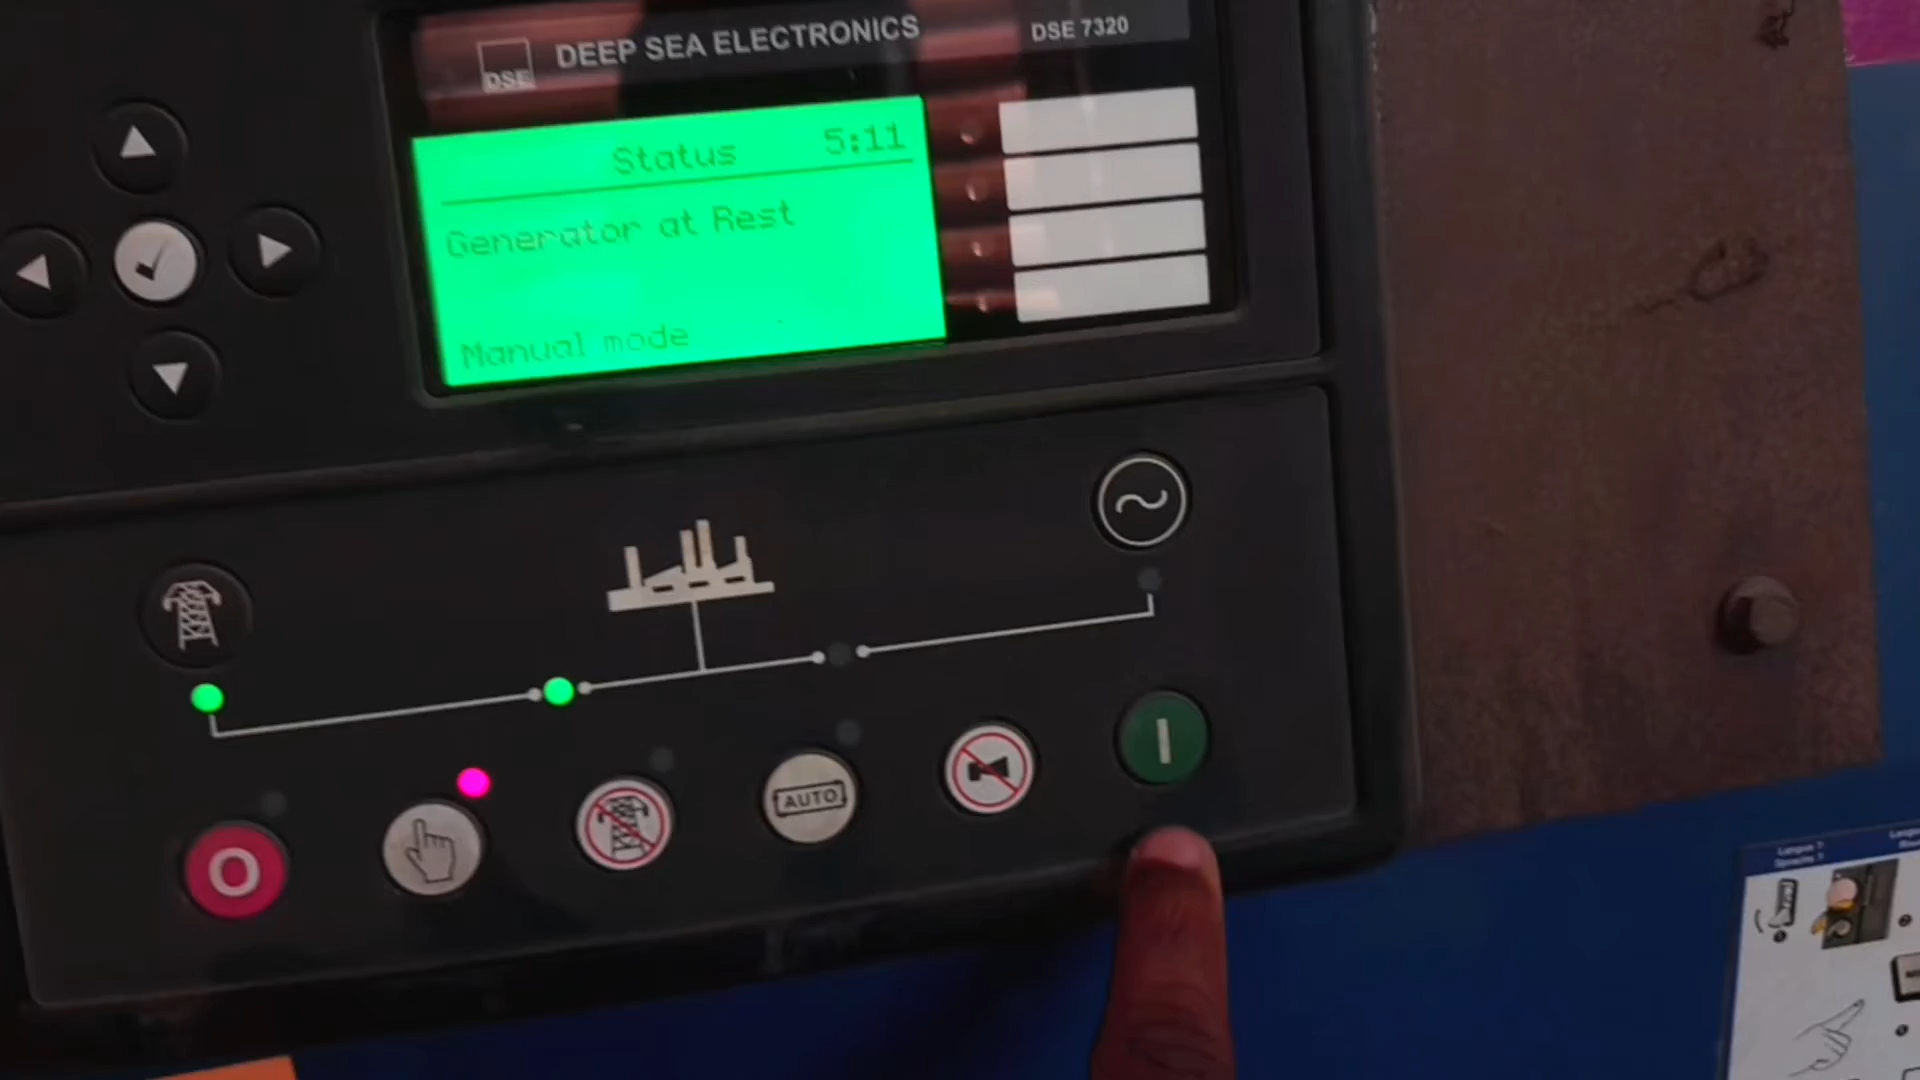 DSE DEEP SEA ELECTRONICS DSE 7320
Status 5:11
Generator at Rest
Manual mode
AUTO